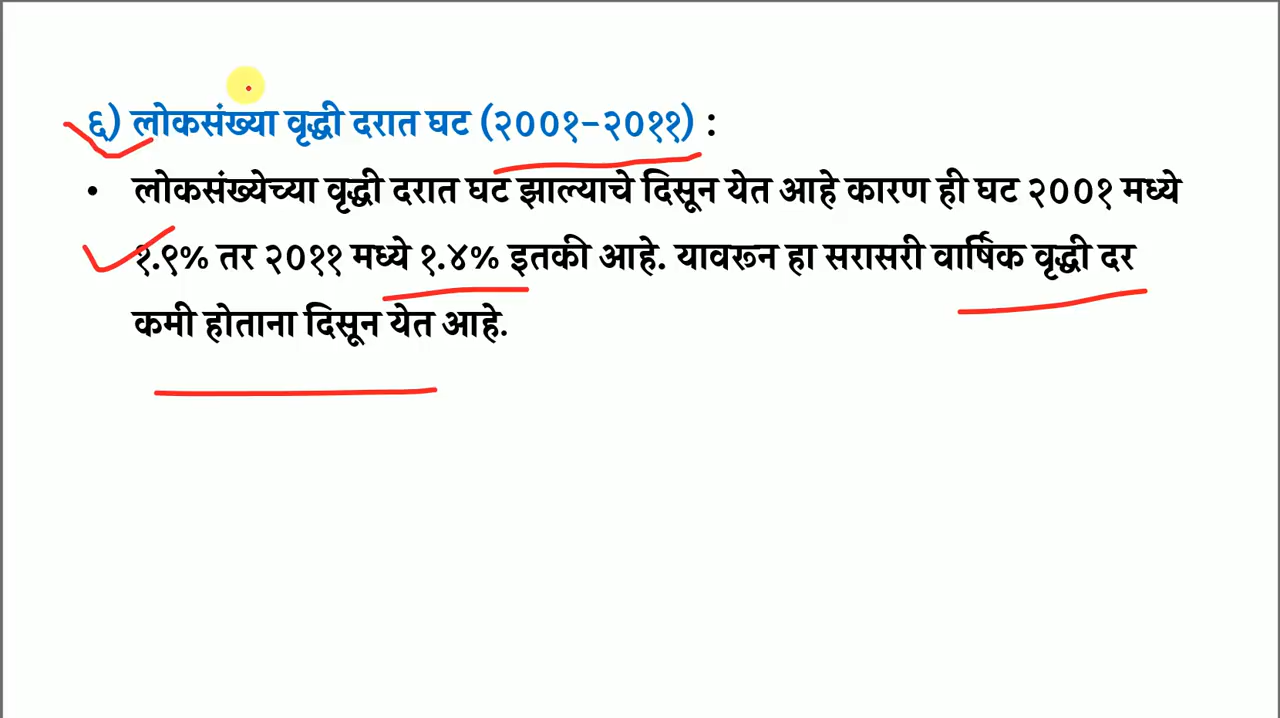 ६) लोकसंख्या वृद्धी दरात घट (२००१-२०११) :
• लोकसंख्येच्या वृद्धी दरात घट झाल्याचे दिसून येत आहे कारण ही घट २००१ मध्ये
१.९% तर २०११ मध्ये १.४% इतकी आहे. यावरून हा सरासरी वार्षिक वृद्धी दर
कमी होताना दिसून येत आहे.